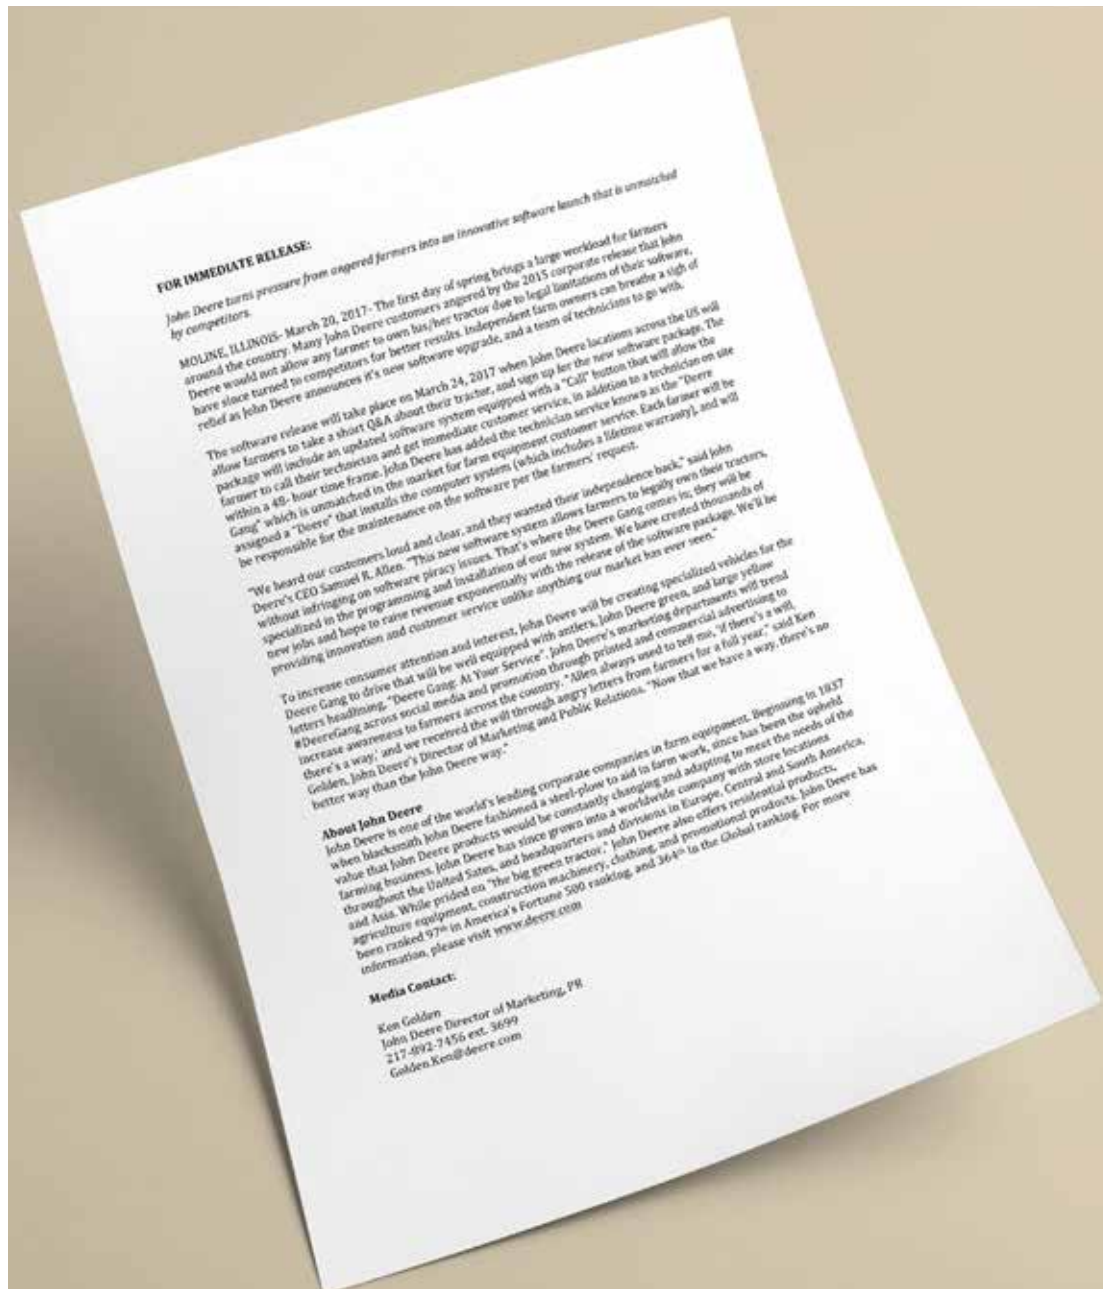 FOR IMMEDIATE RELEASE:
John Deere turns pressure from angered farmers into an innovative software launch that is unmatched
by competitors.
MOLINE, ILLINOIS- March 20, 2017- The first day of spring brings a large workload for farmers
around the country. Many John Deere customers angered by the 2015 corporate release that John
Deere would not allow any farmer to own his/her tractor due to legal limitations of their software,
have since turned to competitors for better results. Independent farm owners can breathe a sigh of
relief as John Deere announces it's new software upgrade, and a team of technicians to go with.
The software release will take place on March 24, 2017 when John Deere locations across the US will
allow farmers to take a short Q&A about their tractor, and sign up for the new software package. The
package will include an updated software system equipped with a "Call" button that will allow the
farmer to call their technician and get immediate customer service, in addition to a technician on site
within a 48- hour time frame. John Deere has added the technician service known as the "Deere
Gang" which is unmatched in the market for farm equipment customer service. Each farmer will be
assigned a "Deere" that installs the computer system (which includes a lifetime warranty), and will
be responsible for the maintenance on the software per the farmers' request.
"We heard our customers loud and clear, and they wanted their independence back," said John
Deere's CEO Samuel R. Allen. "This new software system allows farmers to legally own their tractors,
without infringing on software piracy issues. That's where the Deere Gang comes in; they will be
specialized in the programming and installation of our new system. We have created thousands of
new jobs and hope to raise revenue exponentially with the release of the software package. We'll be
providing innovation and customer service unlike anything our market has ever seen."
To increase consumer attention and interest, John Deere will be creating specialized vehicles for the
Deere Gang to drive that will be well equipped with antlers, John Deere green, and large yellow
letters headlining, "Deere Gang: At Your Service". John Deere's marketing departments will trend
#DeereGang across social media and promotion through printed and commercial advertising to
increase awareness to farmers across the country. "Allen always used to tell me, 'if there's a will,
there's a way,' and we received the will through angry letters from farmers for a full year," said Ken
Golden, John Deere's Director of Marketing and Public Relations. "Now that we have a way, there's no
better way than the John Deere way."
About John Deere
John Deere is one of the world's leading corporate companies in farm equipment. Beginning in 1837
when blacksmith John Deere fashioned a steel-plow to aid in farm work, since has been the upheld
value that John Deere products would be constantly changing and adapting to meet the needs of the
farming business. John Deere has since grown into a worldwide company with store locations
throughout the United Sates, and headquarters and divisions in Europe, Central and South America,
and Asia. While prided on "the big green tractor," John Deere also offers residential products,
agriculture equipment, construction machinery, clothing, and promotional products. John Deere has
been ranked 97th in America's Fortune 500 ranking, and 364th in the Global ranking. For more
information, please visit www.deere.com
Media Contact:
Ken Golden
John Deere Director of Marketing, PR
217-892-7456 ext. 3699
Golden.Ken@deere.com